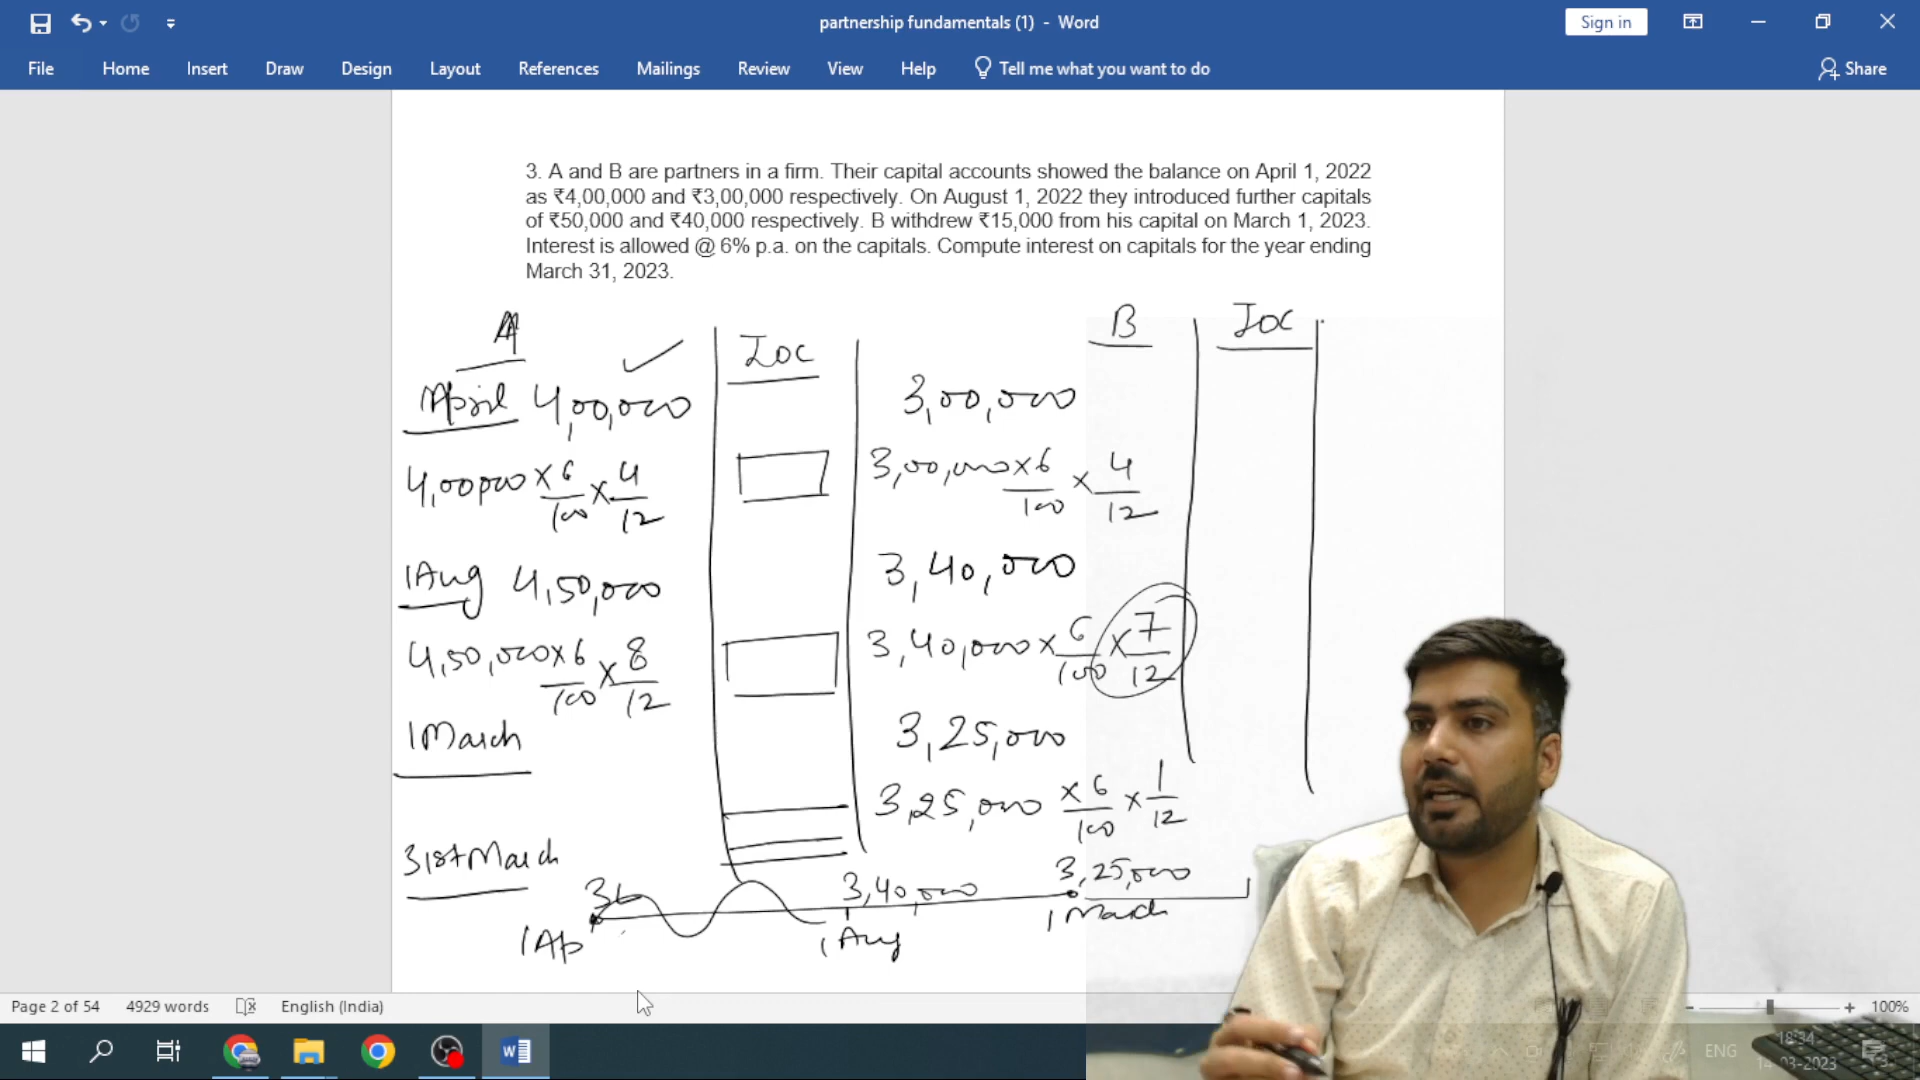 partnership fundamentals (1) - Word
Sign in
File Home Insert Draw Design Layout References Mailings Review View Help Tell me what you want to do Share
3. A and B are partners in a firm. Their capital accounts showed the balance on April 1, 2022
as ₹4,00,000 and ₹3,00,000 respectively. On August 1, 2022 they introduced further capitals
of ₹50,000 and ₹40,000 respectively. B withdrew ₹15,000 from his capital on March 1, 2023.
Interest is allowed @ 6% p.a. on the capitals. Compute interest on capitals for the year ending
March 31, 2023.
A IOC B IOC
1April 4,00,000 3,00,000
4,00,000 × 6/100 × 4/12 3,00,000 × 6/100 × 4/12
1Aug 4,50,000 3,40,000
4,50,000 × 6/100 × 8/12 3,40,000 × 6/100 × 7/12
1March 3,25,000
3,25,000 × 6/100 × 1/12
31st March
3,40,000 3,25,000
1Ap 1Aug 1March
Page 2 of 54 4929 words English (India) 100%
ENG
18:34
14-03-2023